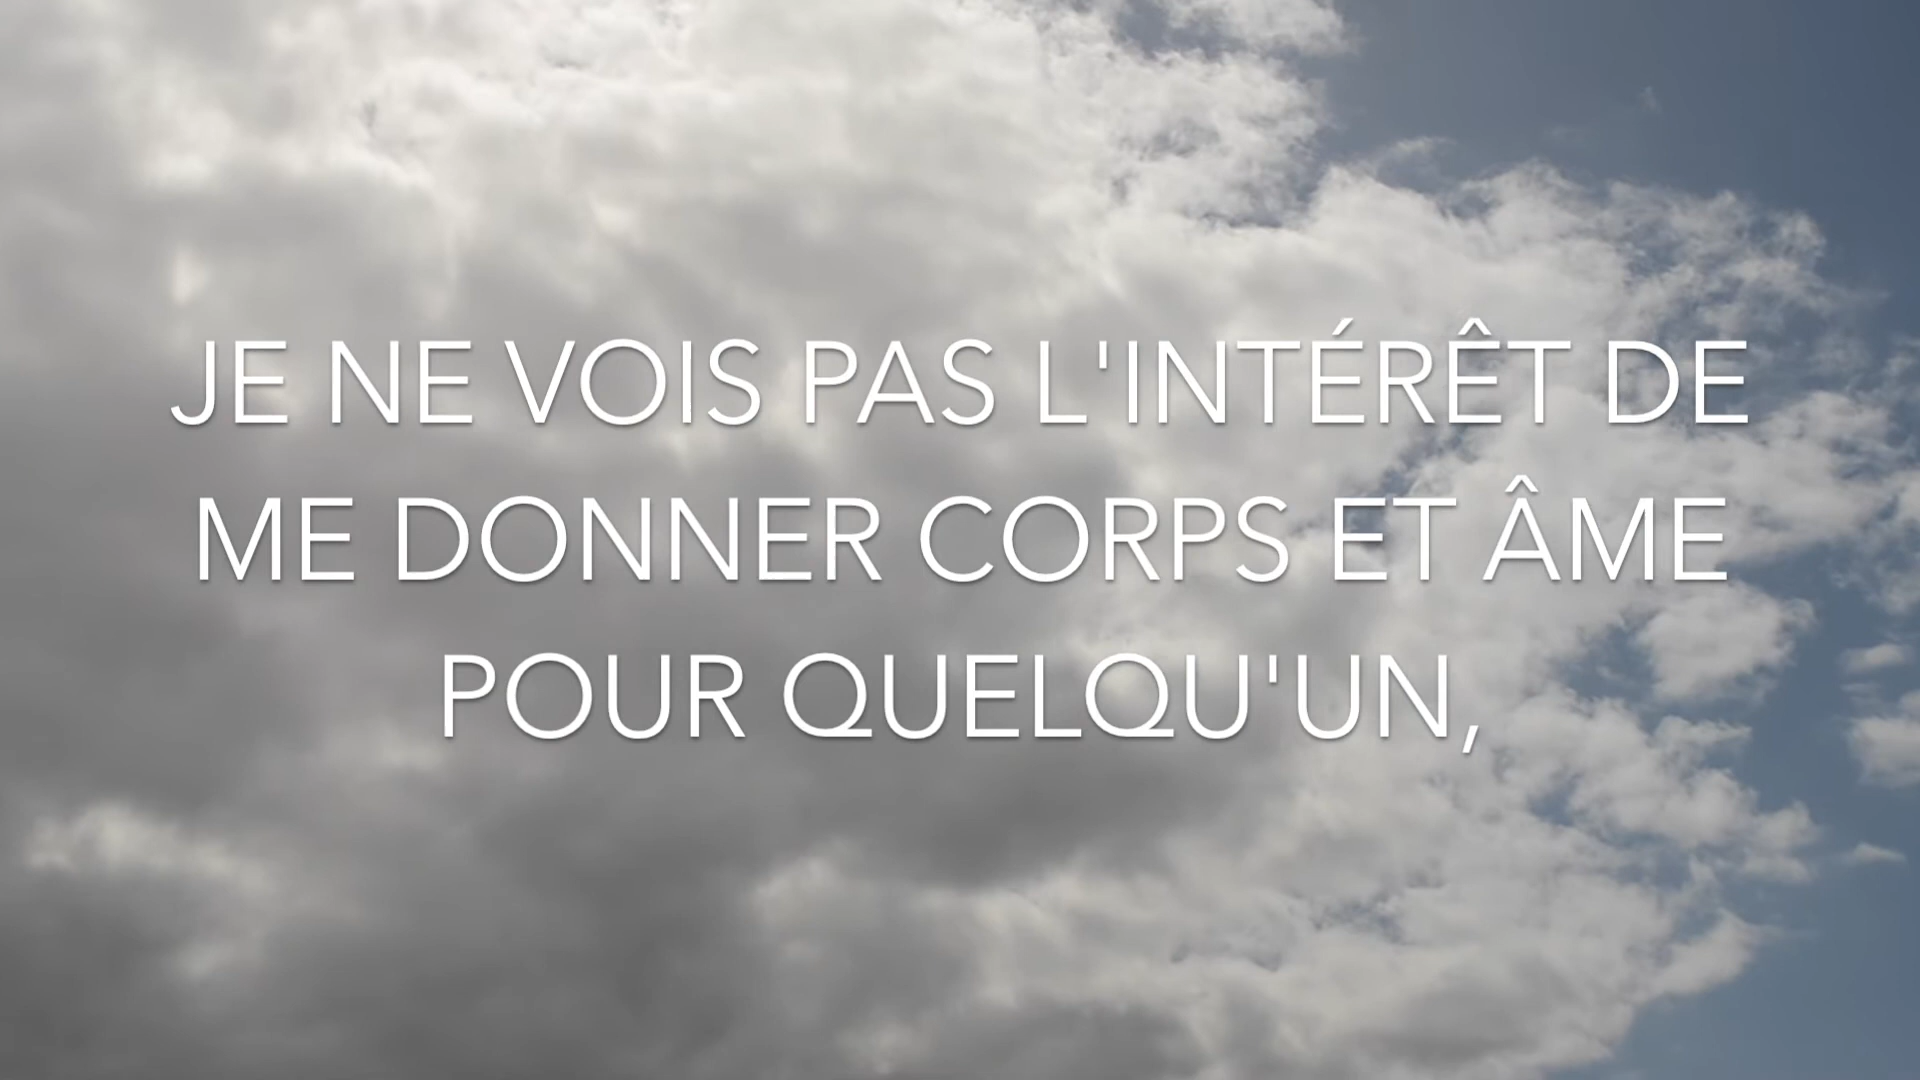 JE NE VOIS PAS L'INTÉRÊT DE
ME DONNER CORPS ET ÂME
POUR QUELQU'UN,